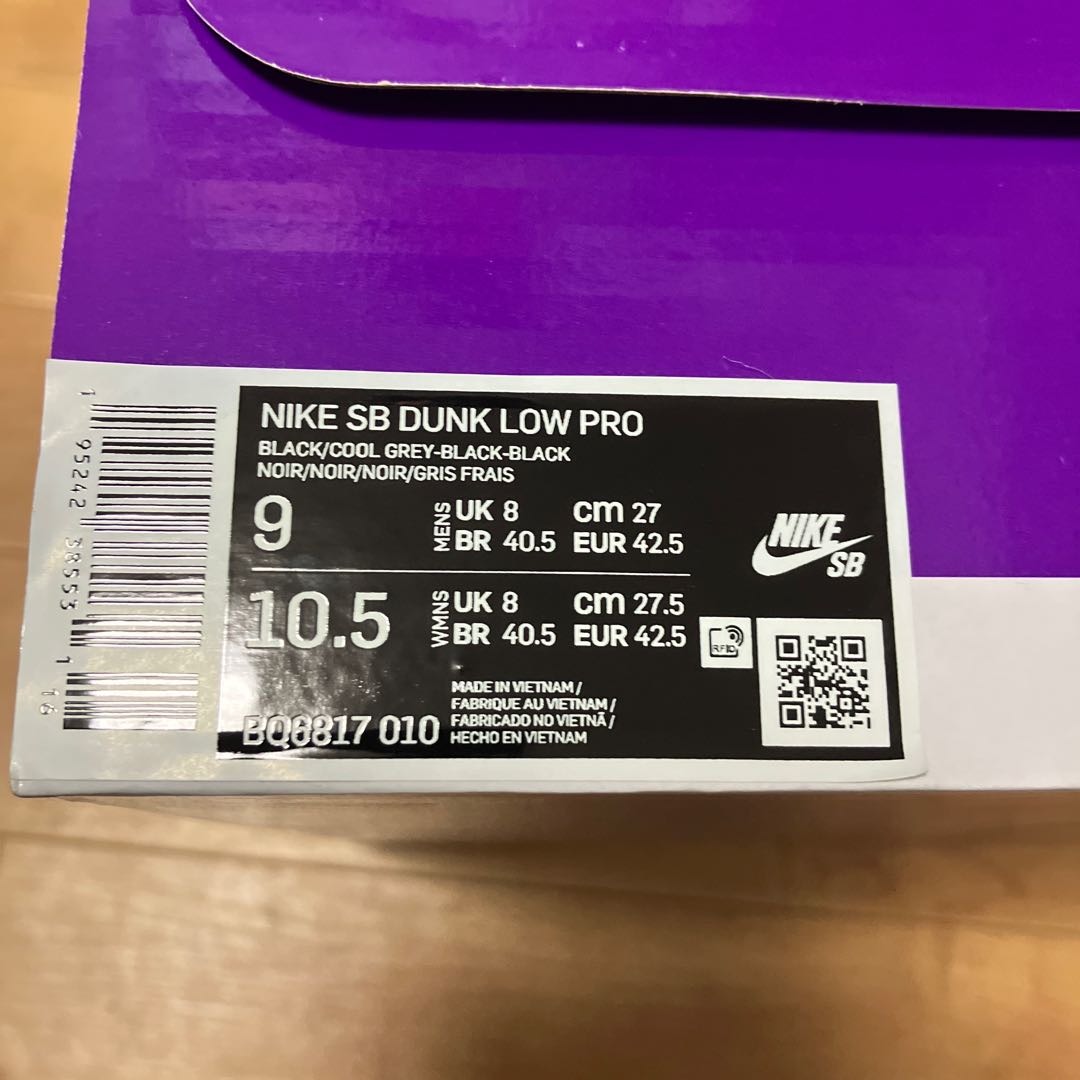 NIKE SB DUNK LOW PRO
BLACK/COOL GREY-BLACK-BLACK
NOIR/NOIR/NOIR/GRIS FRAIS
9
MENS
UK 8 cm 27
BR 40.5 EUR 42.5
NIKE
SB
10.5
WMNS
UK 8 cm 27.5
BR 40.5 EUR 42.5
RFID
BQ6817 010
MADE IN VIETNAM /
FABRIQUE AU VIETNAM /
FABRICADO NO VIETNÃ /
HECHO EN VIETNAM
1 95242 38553 1 16